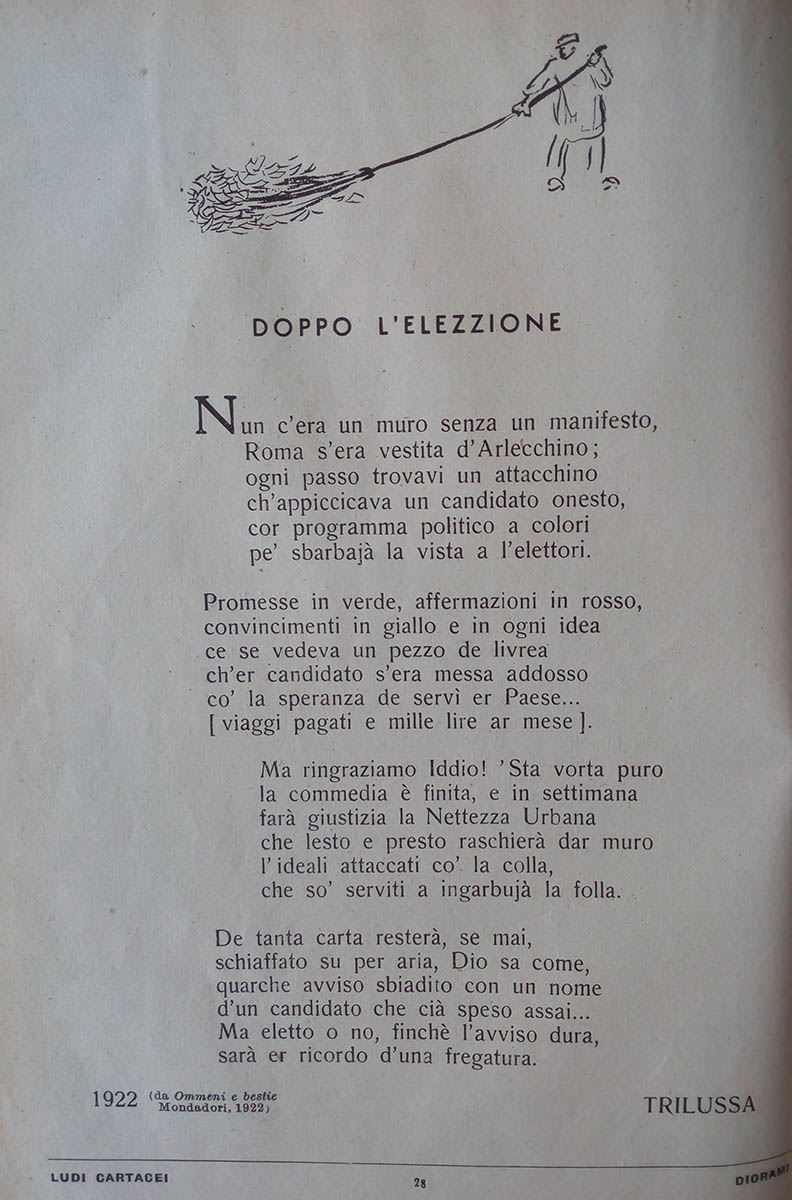 DOPPO L'ELEZZIONE
Nun c'era un muro senza un manifesto,
Roma s'era vestita d'Arlecchino;
ogni passo trovavi un attacchino
ch'appiccicava un candidato onesto,
cor programma politico a colori
pe' sbarbajà la vista a l'elettori.
Promesse in verde, affermazioni in rosso,
convincimenti in giallo e in ogni idea
ce se vedeva un pezzo de livrea
ch'er candidato s'era messa addosso
co' la speranza de servì er Paese...
[ viaggi pagati e mille lire ar mese ].
Ma ringraziamo Iddio! 'Sta vorta puro
la commedia è finita, e in settimana
farà giustizia la Nettezza Urbana
che lesto e presto raschierà dar muro
l'ideali attaccati co' la colla,
che so' serviti a ingarbujà la folla.
De tanta carta resterà, se mai,
schiaffato su per aria, Dio sa come,
quarche avviso sbiadito con un nome
d'un candidato che cià speso assai...
Ma eletto o no, finchè l'avviso dura,
sarà er ricordo d'una fregatura.
1922 (da Ommeni e bestie
Mondadori, 1922)
TRILUSSA
LUDI CARTACEI 28 DIORAMI